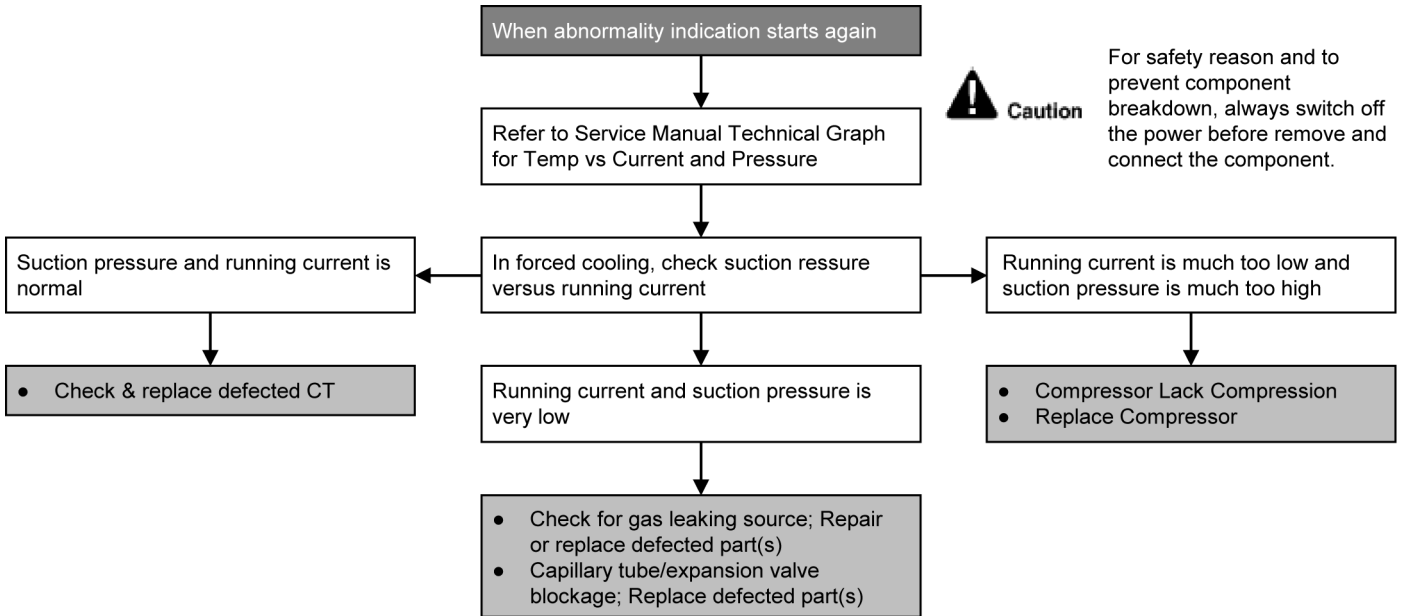 When abnormality indication starts again
For safety reason and to
prevent component
breakdown, always switch off
the power before remove and
connect the component.
Caution
Refer to Service Manual Technical Graph
for Temp vs Current and Pressure
Suction pressure and running current is
normal
In forced cooling, check suction ressure
versus running current
Running current is much too low and
suction pressure is much too high
● Check & replace defected CT
Running current and suction pressure is
very low
● Compressor Lack Compression
● Replace Compressor
● Check for gas leaking source; Repair
or replace defected part(s)
● Capillary tube/expansion valve
blockage; Replace defected part(s)